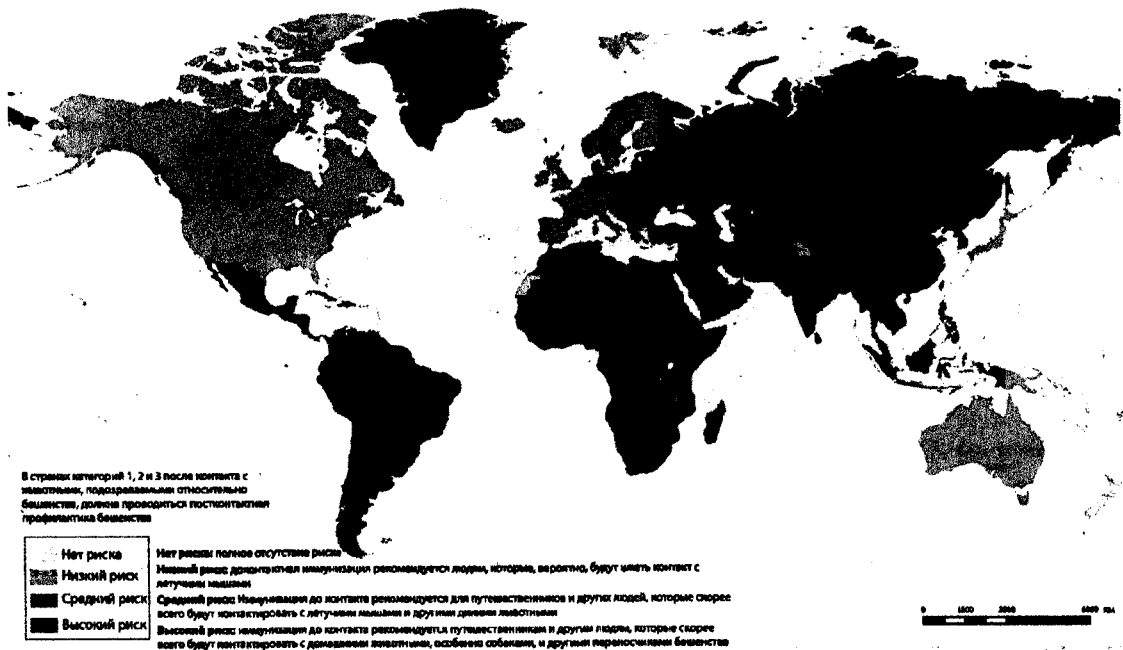 В странах категорий 1, 2 и 3 после контакта с
животными, подозреваемыми относительно
бешенства, должна проводиться постконтактная
профилактика бешенства
Нет риска
Нет риска: полное отсутствие риска
Низкий риск
Низкий риск: доконтактная иммунизация рекомендуется людям, которые, вероятно, будут иметь контакт с
летучими мышами
Средний риск
Средний риск: Иммунизация до контакта рекомендуется для путешественников и других людей, которые скорее
всего будут контактировать с летучими мышами и другими дикими животными
Высокий риск
Высокий риск: иммунизация до контакта рекомендуется путешественникам и другим людям, которые скорее
всего будут контактировать с домашними животными, особенно собаками, и другими переносчиками бешенства
0 1500 3000 6000 км